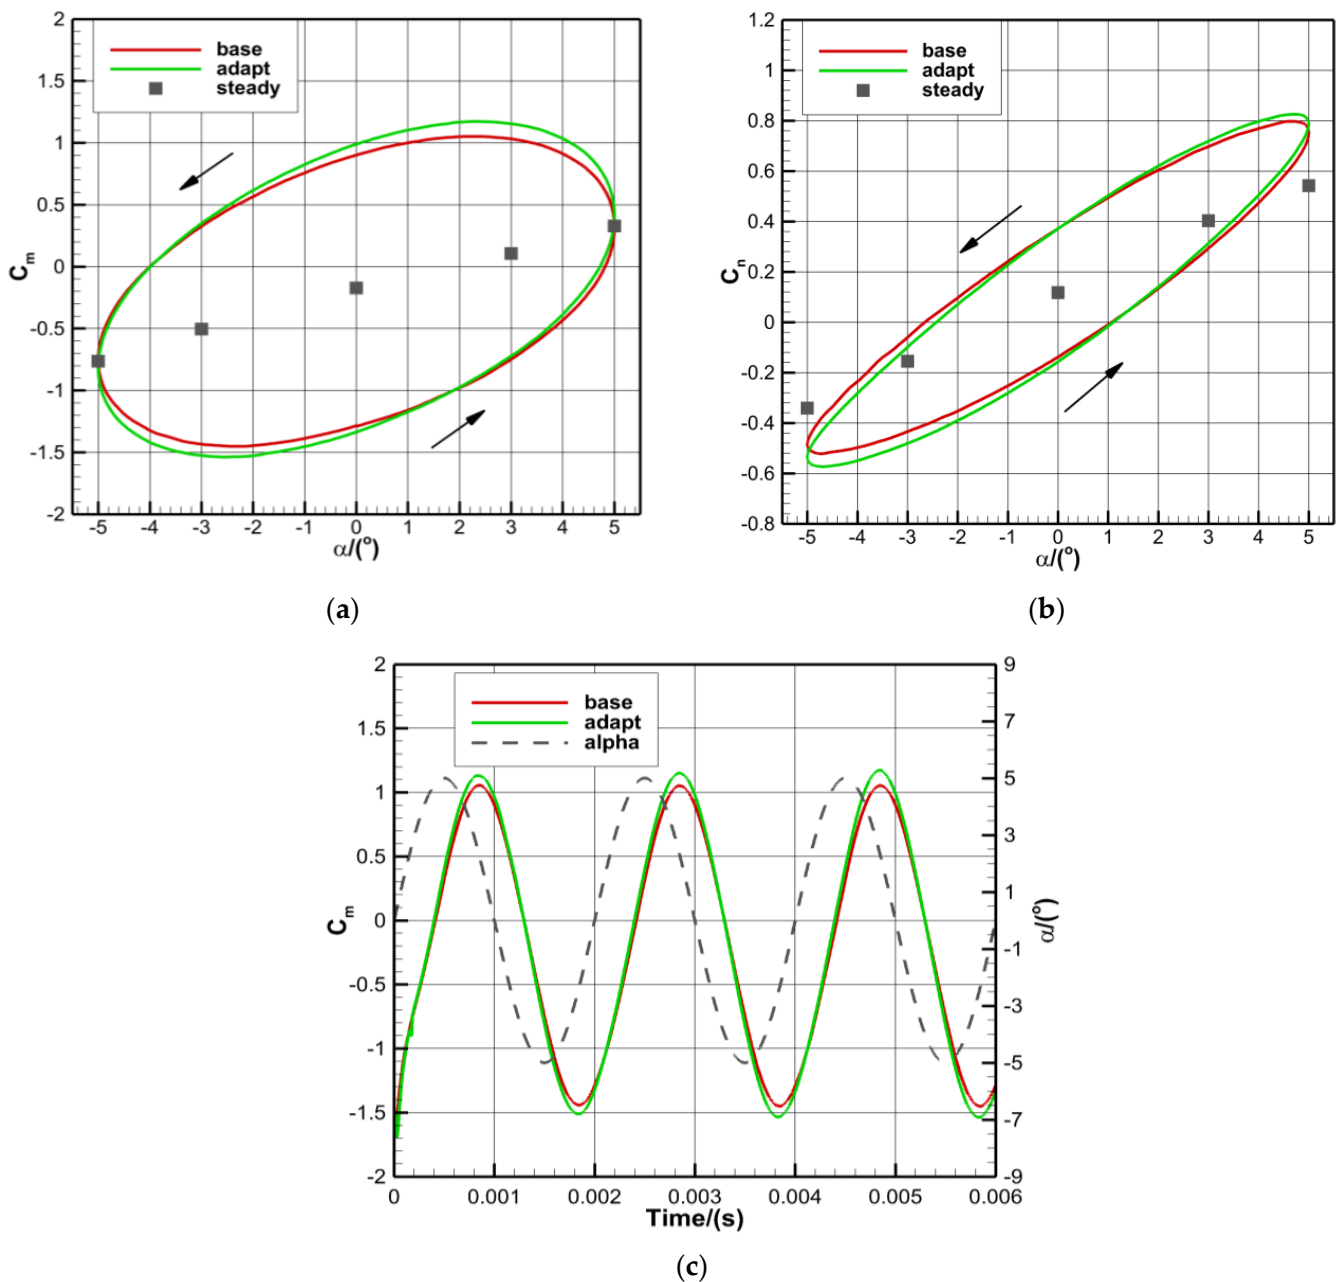 base
adapt
steady
2
1.5
1
0.5
0
-0.5
-1
-1.5
-2
Cm
-5 -4 -3 -2 -1 0 1 2 3 4 5
α/(°)
(a)
base
adapt
steady
1.2
1
0.8
0.6
0.4
0.2
0
-0.2
-0.4
-0.6
-0.8
Cn
-5 -4 -3 -2 -1 0 1 2 3 4 5
α/(°)
(b)
base
adapt
alpha
2
1.5
1
0.5
0
-0.5
-1
-1.5
-2
Cm
9
7
5
3
1
-1
-3
-5
-7
-9
α/(°)
0 0.001 0.002 0.003 0.004 0.005 0.006
Time/(s)
(c)